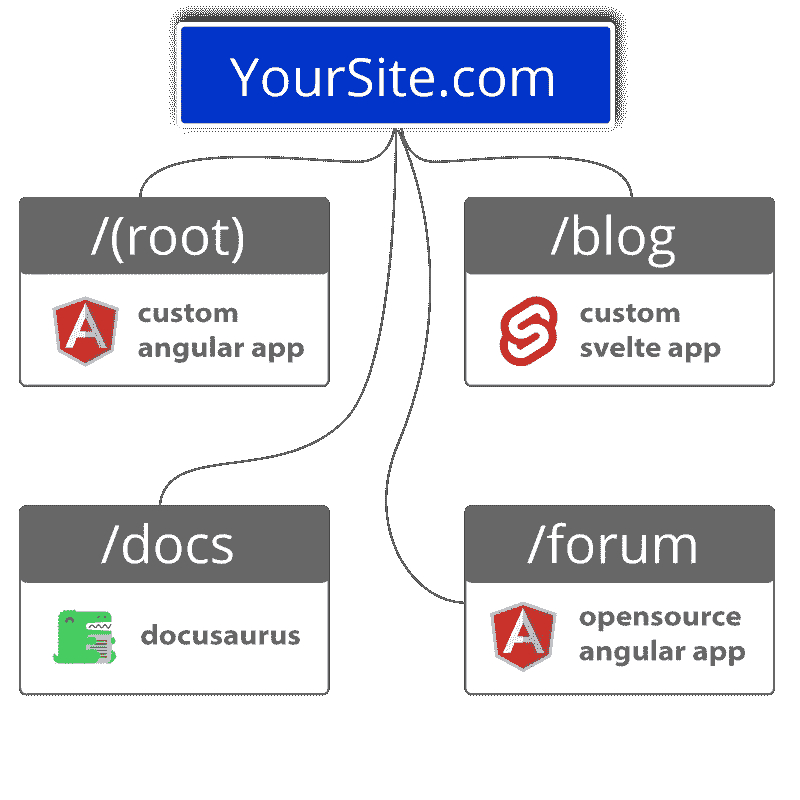 YourSite.com
/(root)
custom
angular app
/blog
custom
svelte app
/docs
docusaurus
/forum
opensource
angular app